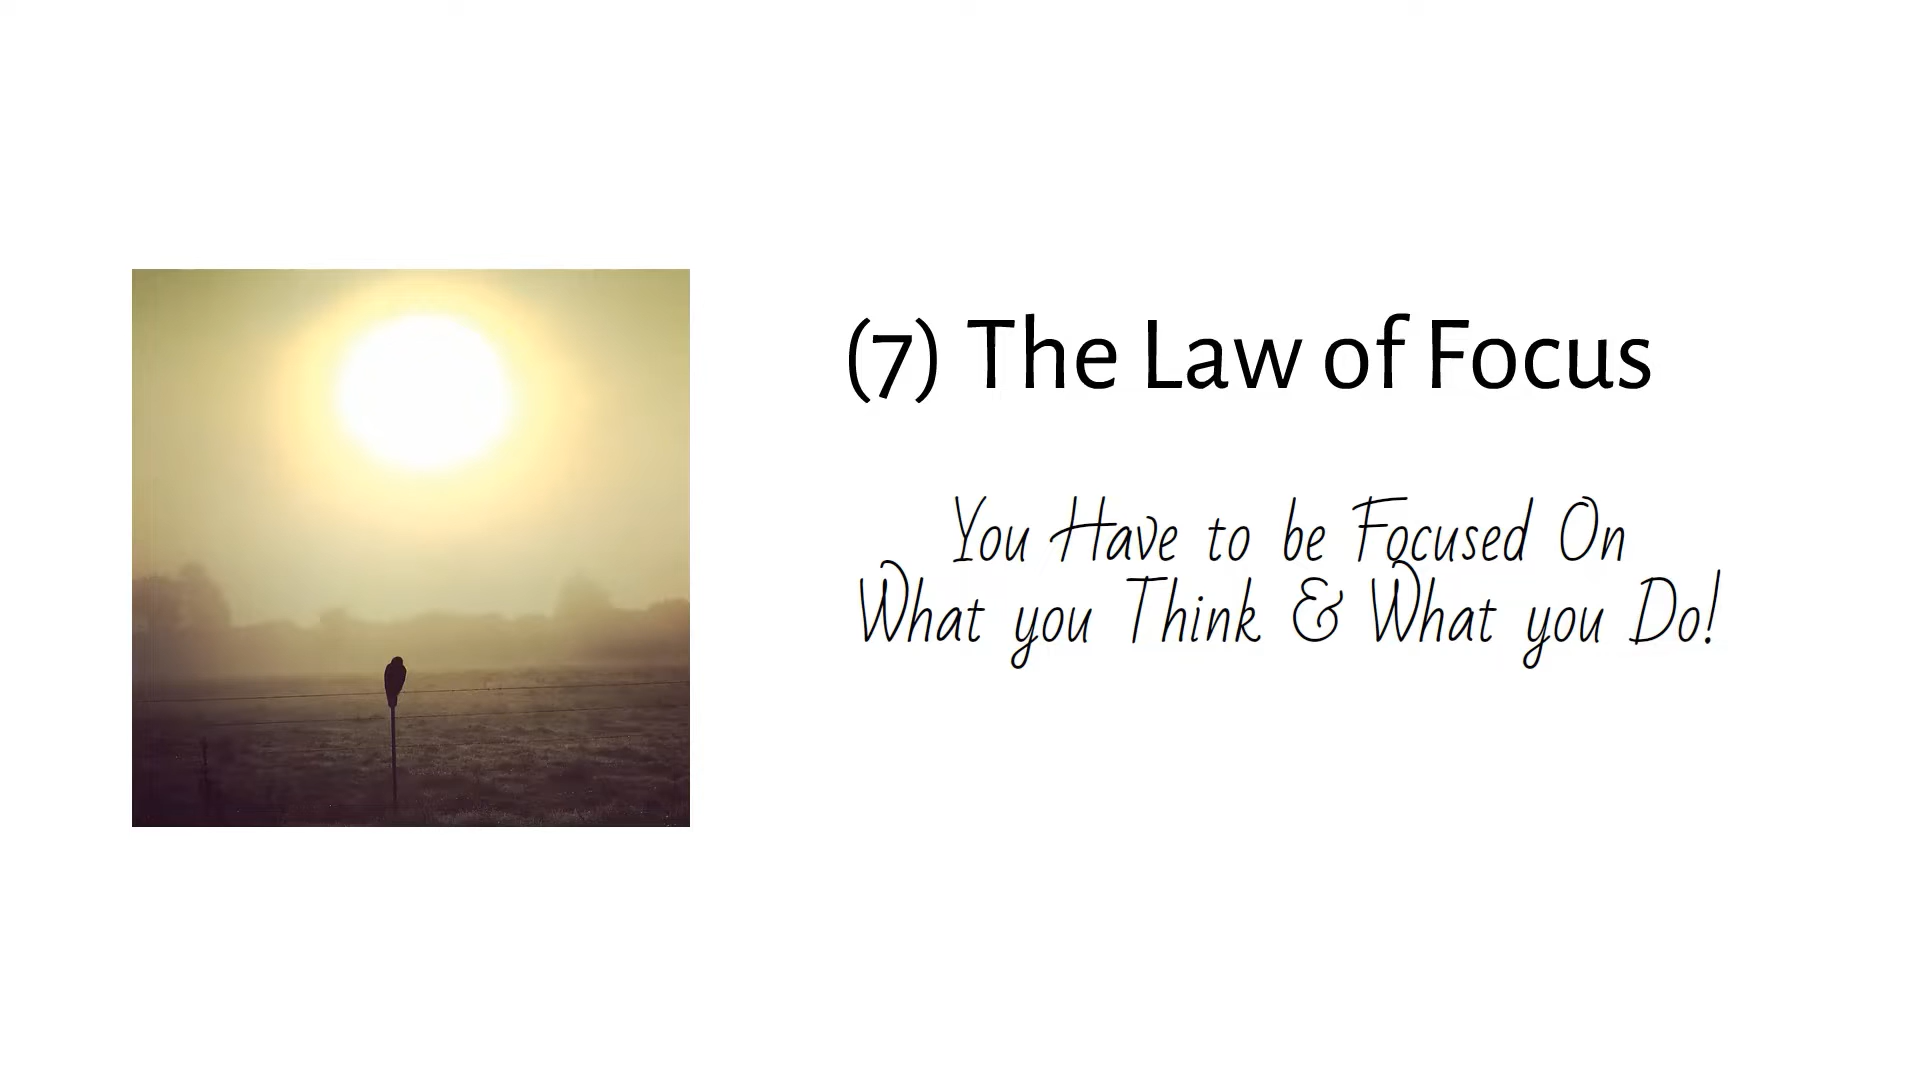 (7) The Law of Focus
You Have to be Focused On
What you Think & What you Do!